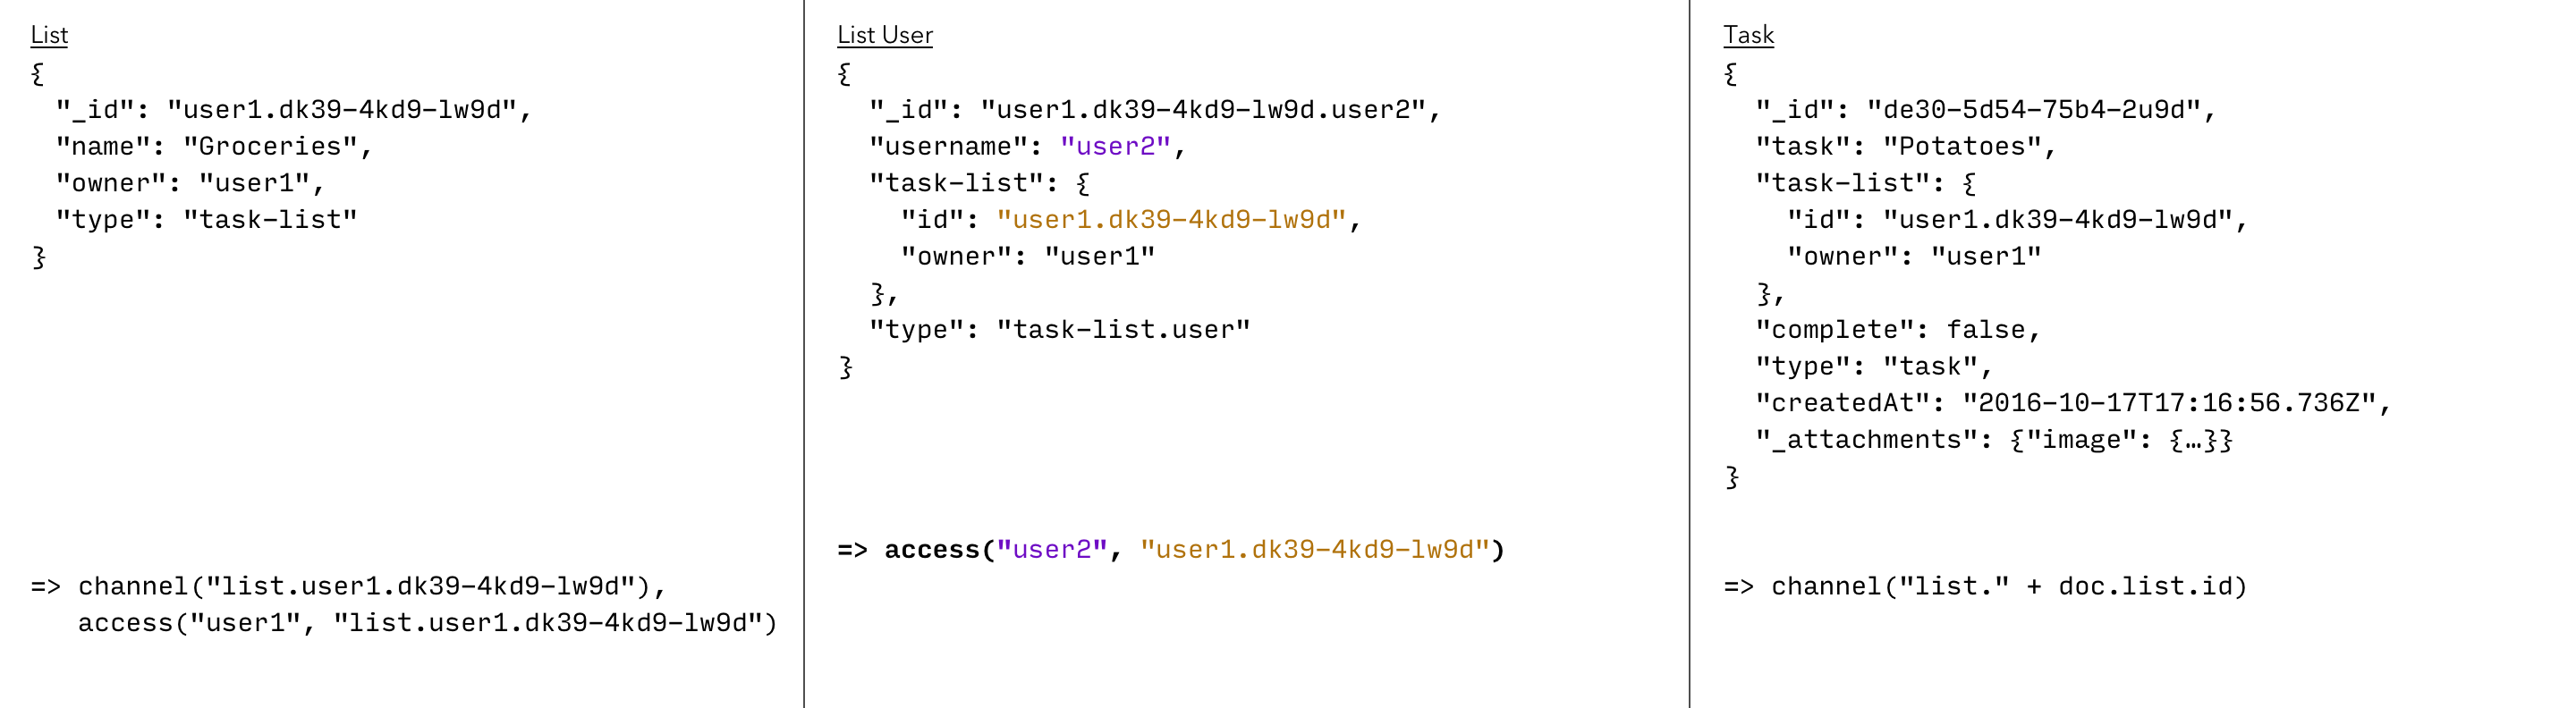 List
{
  "_id": "user1.dk39-4kd9-lw9d",
  "name": "Groceries",
  "owner": "user1",
  "type": "task-list"
}
=> channel("list.user1.dk39-4kd9-lw9d"),
   access("user1", "list.user1.dk39-4kd9-lw9d")
List User
{
  "_id": "user1.dk39-4kd9-lw9d.user2",
  "username": "user2",
  "task-list": {
    "id": "user1.dk39-4kd9-lw9d",
    "owner": "user1"
  },
  "type": "task-list.user"
}
=> access("user2", "user1.dk39-4kd9-lw9d")
Task
{
  "_id": "de30-5d54-75b4-2u9d",
  "task": "Potatoes",
  "task-list": {
    "id": "user1.dk39-4kd9-lw9d",
    "owner": "user1"
  },
  "complete": false,
  "type": "task",
  "createdAt": "2016-10-17T17:16:56.736Z",
  "_attachments": {"image": {…}}
}
=> channel("list." + doc.list.id)